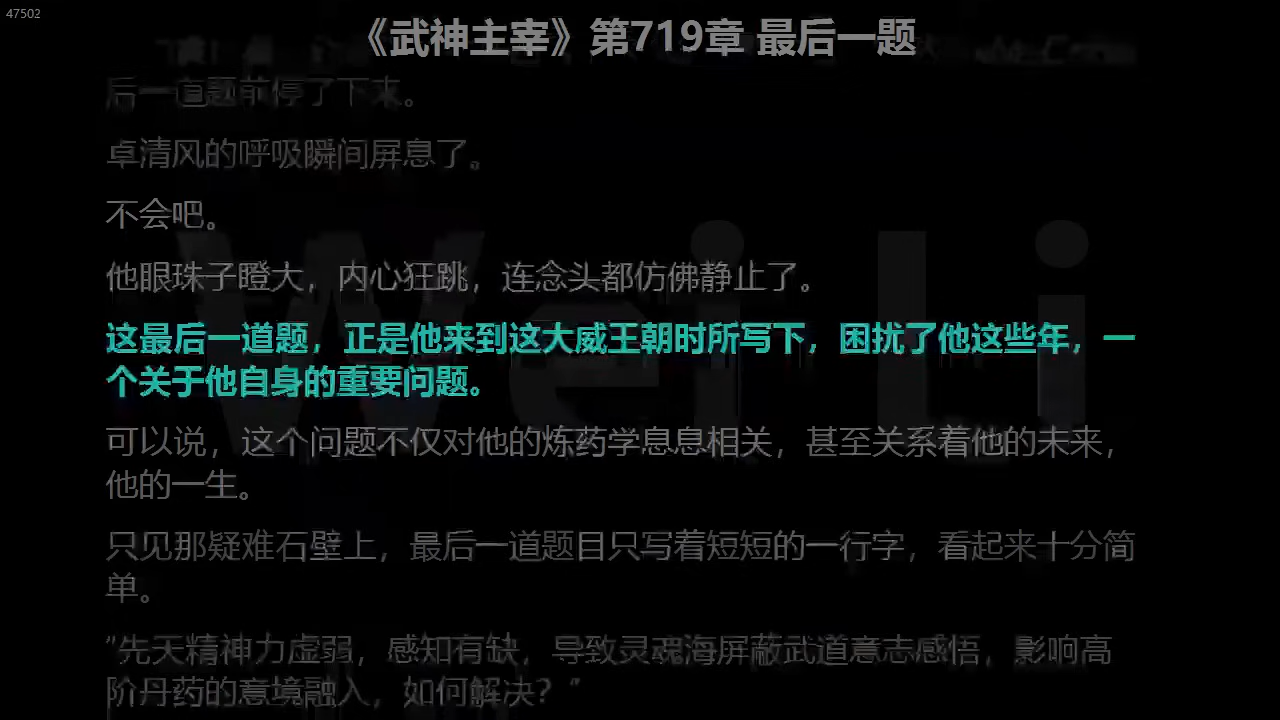 47502
《武神主宰》第719章 最后一题
后一道题前停了下来。
卓清风的呼吸瞬间屏息了。
不会吧。
他眼珠子瞪大，内心狂跳，连念头都仿佛静止了。
这最后一道题，正是他来到这大威王朝时所写下，困扰了他这些年，一
个关于他自身的重要问题。
可以说，这个问题不仅对他的炼药学息息相关，甚至关系着他的未来，
他的一生。
只见那疑难石壁上，最后一道题目只写着短短的一行字，看起来十分简
单。
“先天精神力虚弱，感知有缺，导致灵魂海屏蔽武道意志感悟，影响高
阶丹药的意境融入，如何解决？”
Wei Li